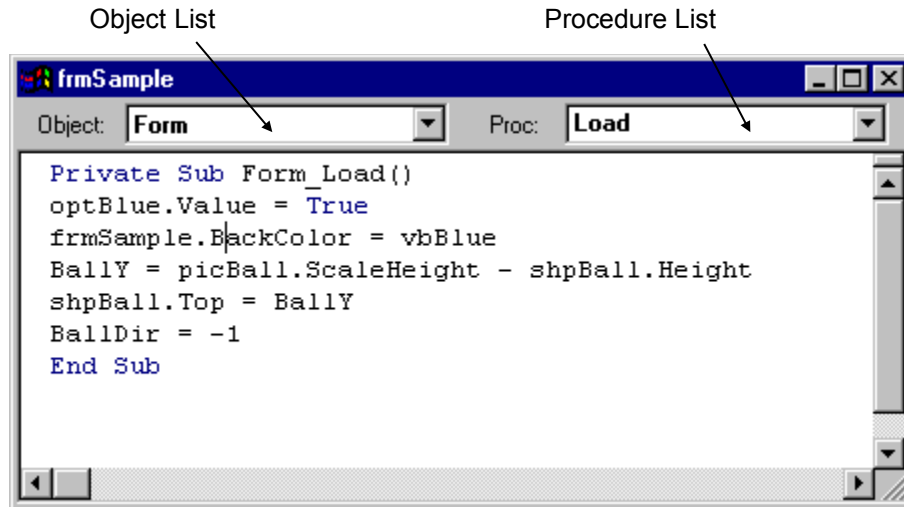 Object List Procedure List
frmSample
Object: Form Proc: Load
Private Sub Form_Load()
optBlue.Value = True
frmSample.BackColor = vbBlue
BallY = picBall.ScaleHeight - shpBall.Height
shpBall.Top = BallY
BallDir = -1
End Sub